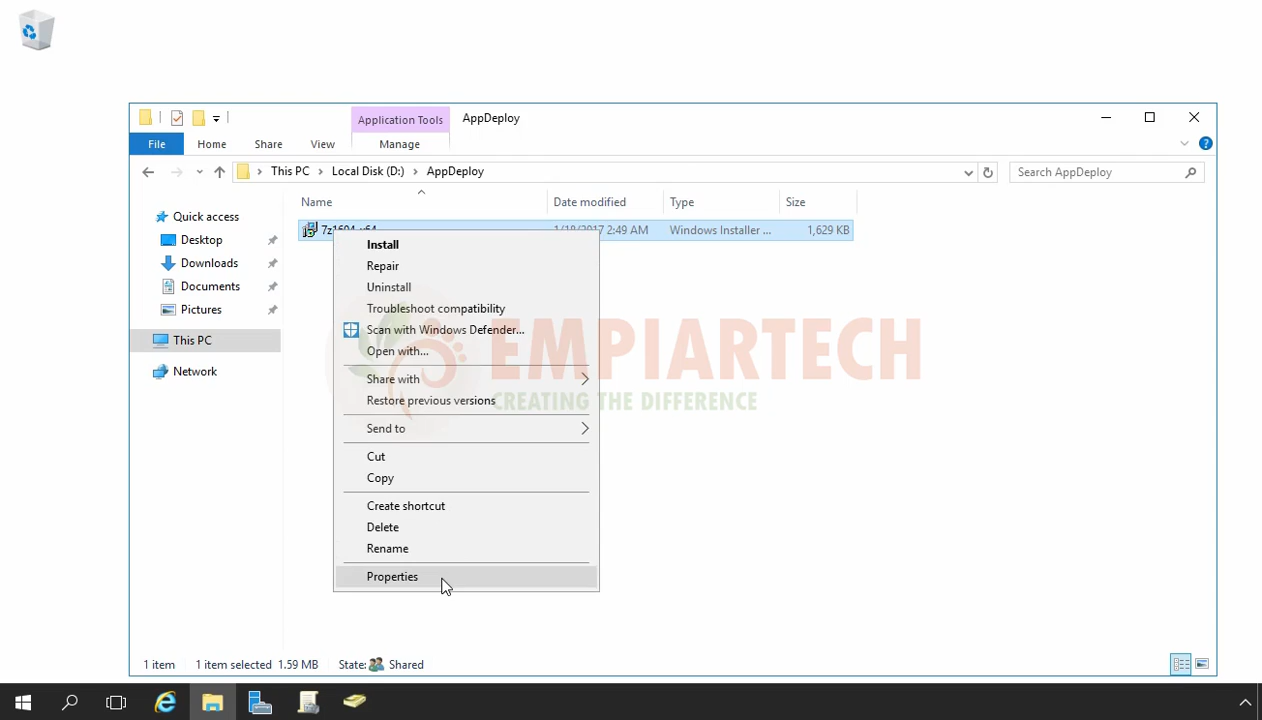 Application Tools
AppDeploy
File
Home
Share
View
Manage
This PC
Local Disk (D:)
AppDeploy
Search AppDeploy
Name
Date modified
Type
Size
Quick access
Desktop
Downloads
Documents
Pictures
This PC
Network
7z1604-x64
1/18/2017 2:49 AM
Windows Installer ...
1,629 KB
Install
Repair
Uninstall
Troubleshoot compatibility
Scan with Windows Defender...
Open with...
Share with
Restore previous versions
Send to
Cut
Copy
Create shortcut
Delete
Rename
Properties
EMPIARTECH
CREATING THE DIFFERENCE
1 item
1 item selected 1.59 MB
State: Shared